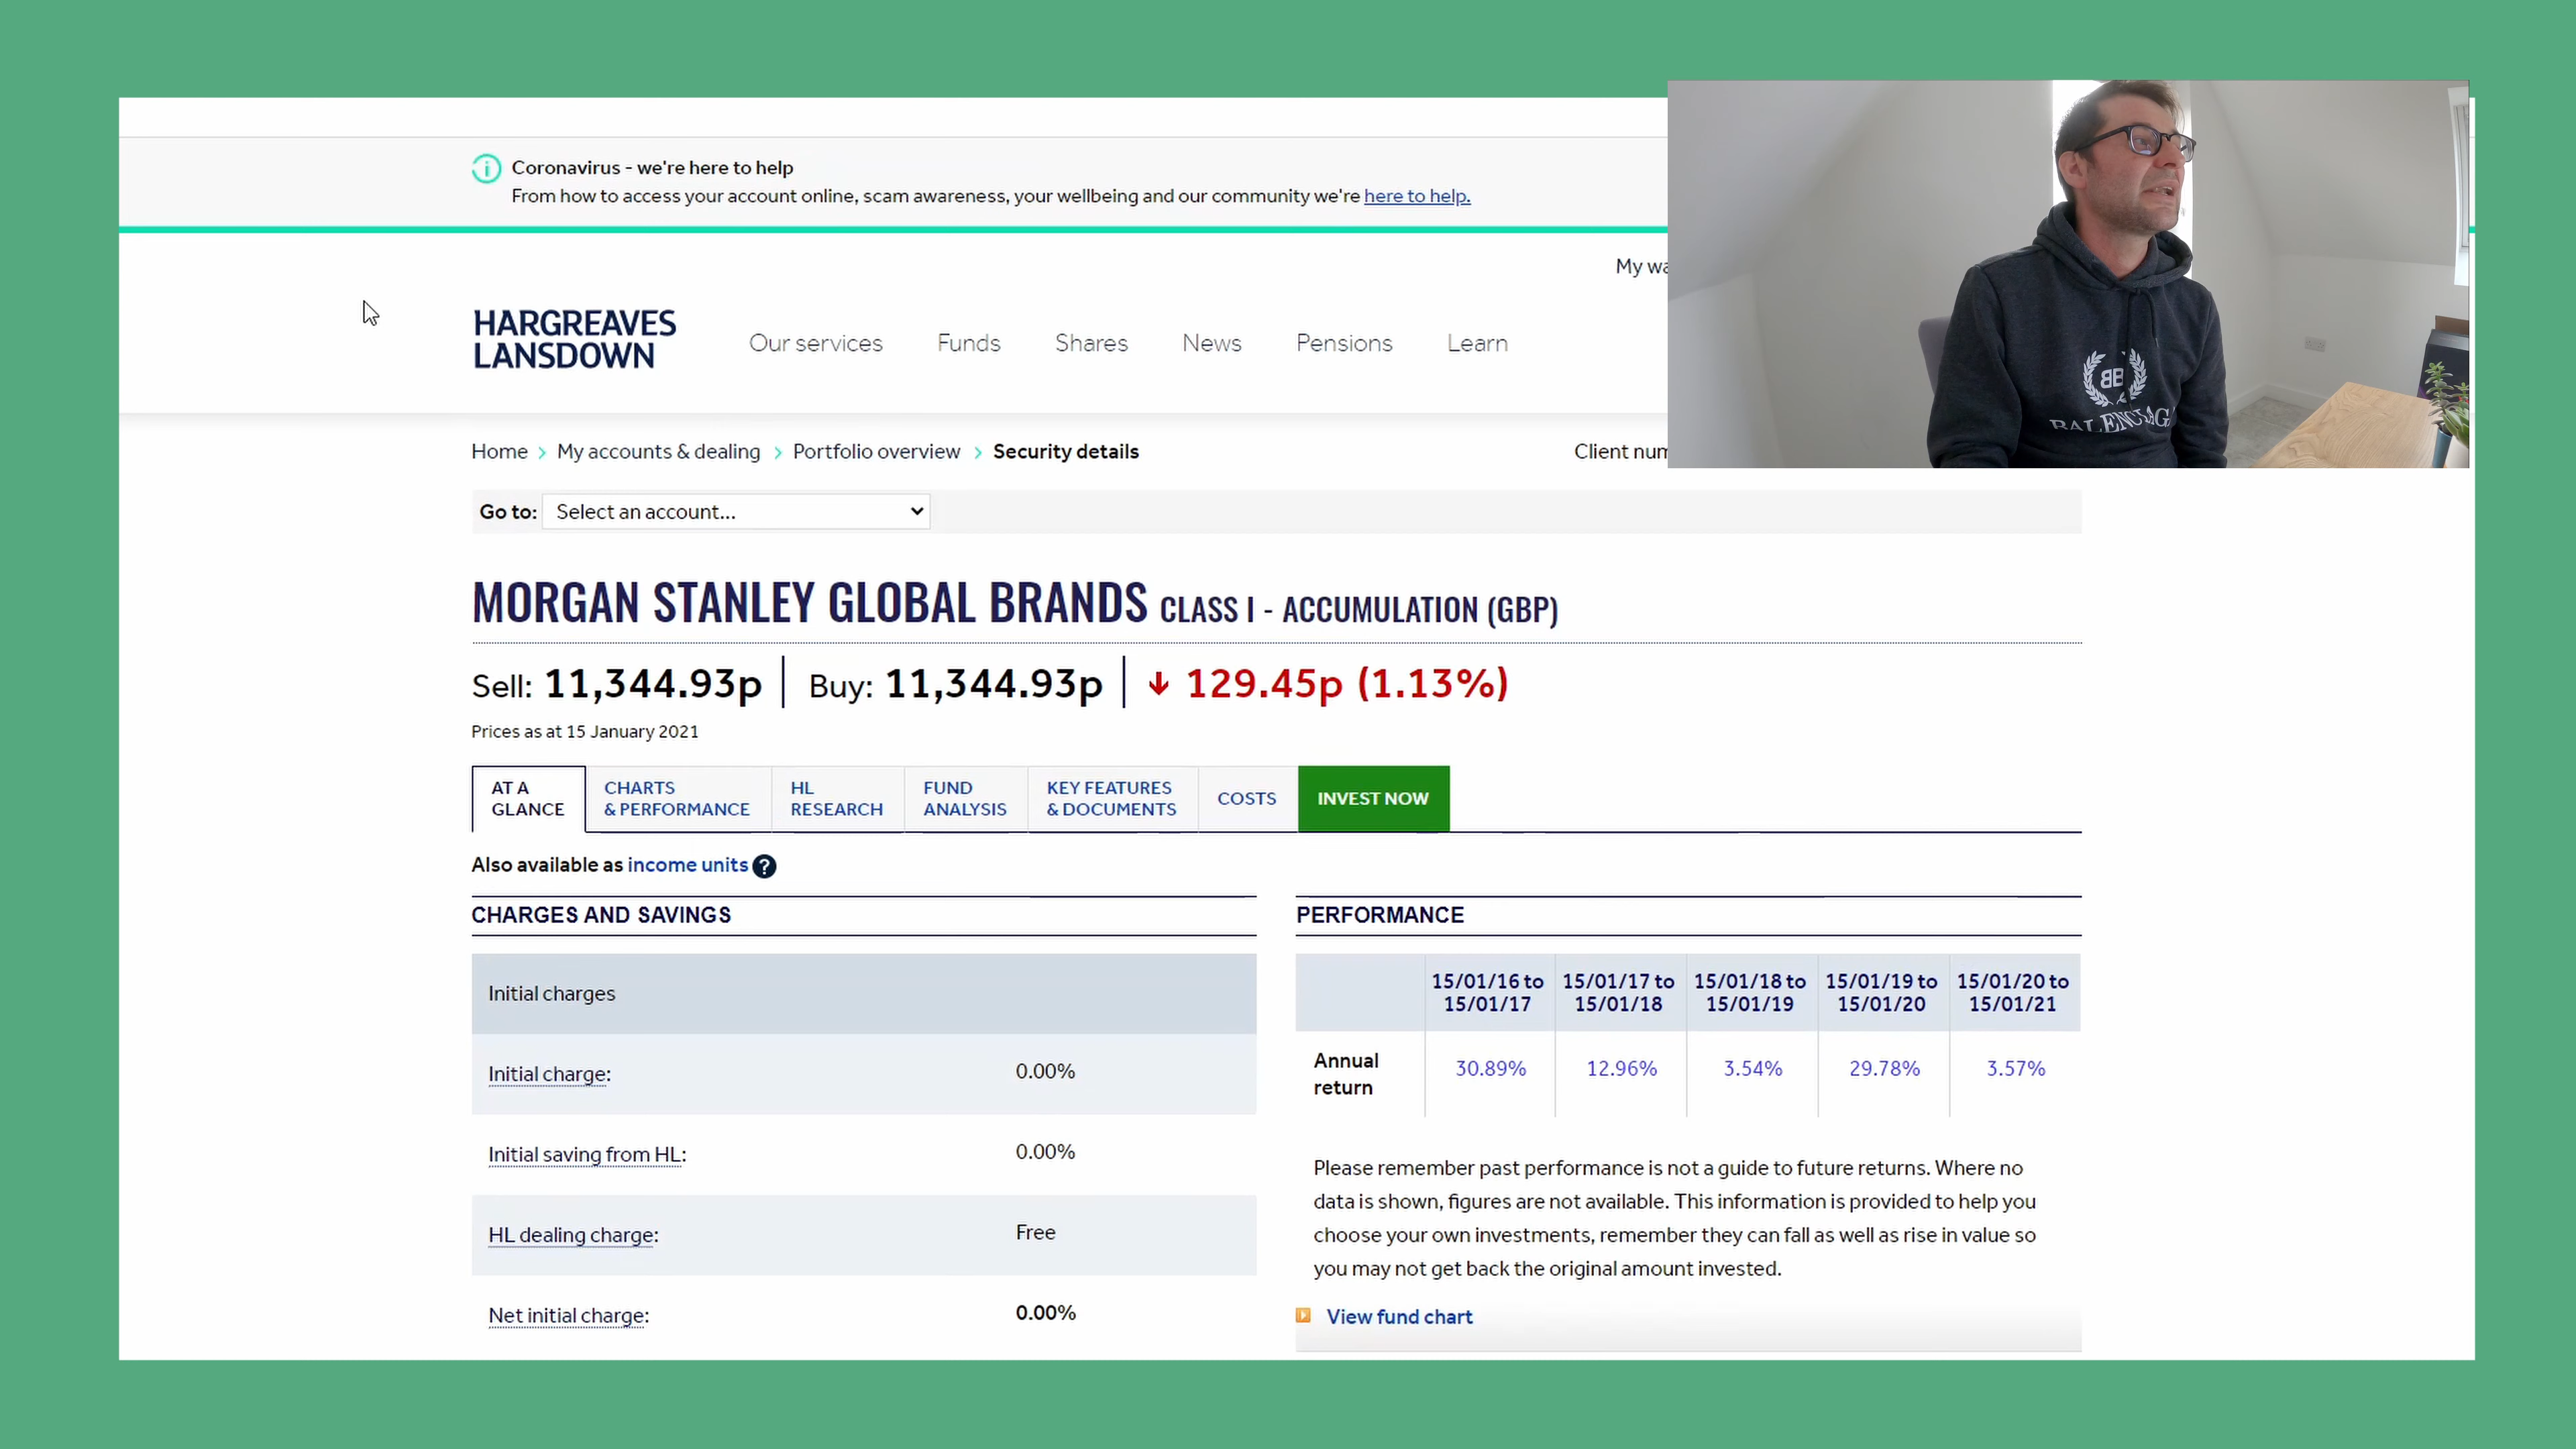 Coronavirus - we're here to help
From how to access your account online, scam awareness, your wellbeing and our community we're here to help.
My wa
HARGREAVES
LANSDOWN
Our services Funds Shares News Pensions Learn
Home > My accounts & dealing > Portfolio overview > Security details
Client num
Go to: Select an account...
MORGAN STANLEY GLOBAL BRANDS CLASS I - ACCUMULATION (GBP)
Sell: 11,344.93p | Buy: 11,344.93p | ↓ 129.45p (1.13%)
Prices as at 15 January 2021
AT A GLANCE
CHARTS & PERFORMANCE
HL RESEARCH
FUND ANALYSIS
KEY FEATURES & DOCUMENTS
COSTS
INVEST NOW
Also available as income units ?
CHARGES AND SAVINGS
Initial charges
Initial charge: 0.00%
Initial saving from HL: 0.00%
HL dealing charge: Free
Net initial charge: 0.00%
PERFORMANCE
15/01/16 to 15/01/17 15/01/17 to 15/01/18 15/01/18 to 15/01/19 15/01/19 to 15/01/20 15/01/20 to 15/01/21
Annual return 30.89% 12.96% 3.54% 29.78% 3.57%
Please remember past performance is not a guide to future returns. Where no
data is shown, figures are not available. This information is provided to help you
choose your own investments, remember they can fall as well as rise in value so
you may not get back the original amount invested.
View fund chart
BB
BALENCIAG